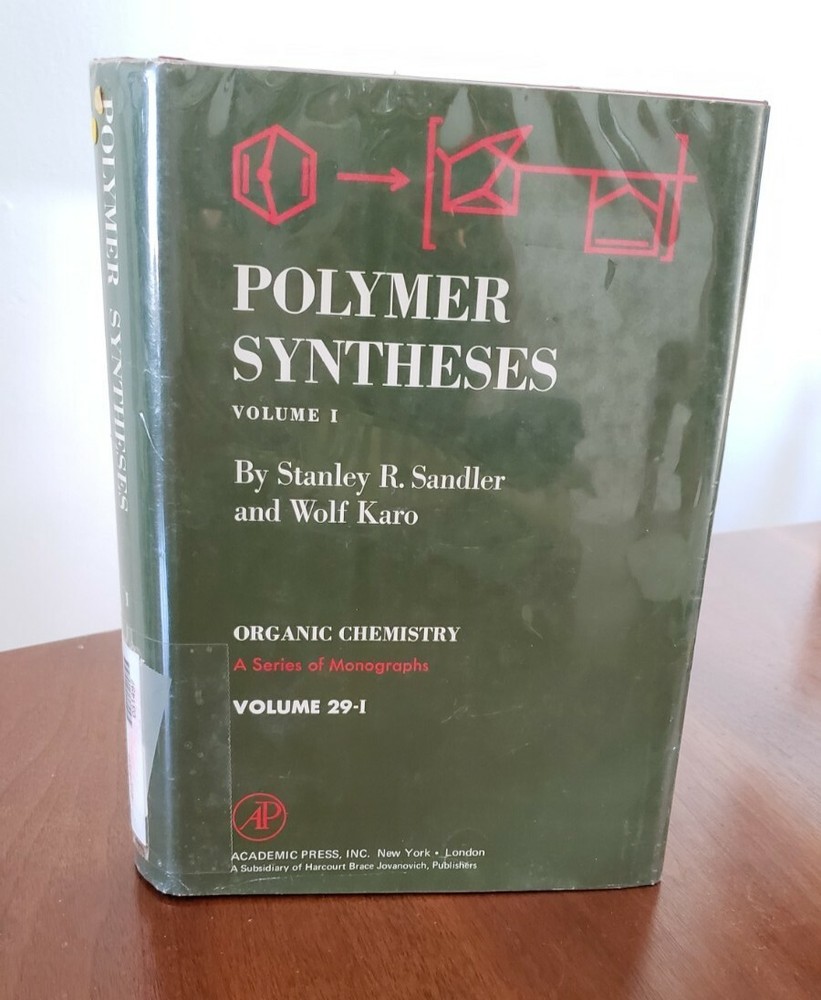 POLYMER
SYNTHESES
VOLUME I
By Stanley R. Sandler
and Wolf Karo
ORGANIC CHEMISTRY
A Series of Monographs
VOLUME 29-I
AP
ACADEMIC PRESS, INC. New York • London
A Subsidiary of Harcourt Brace Jovanovich, Publishers
POLYMER SYNTHESES
I